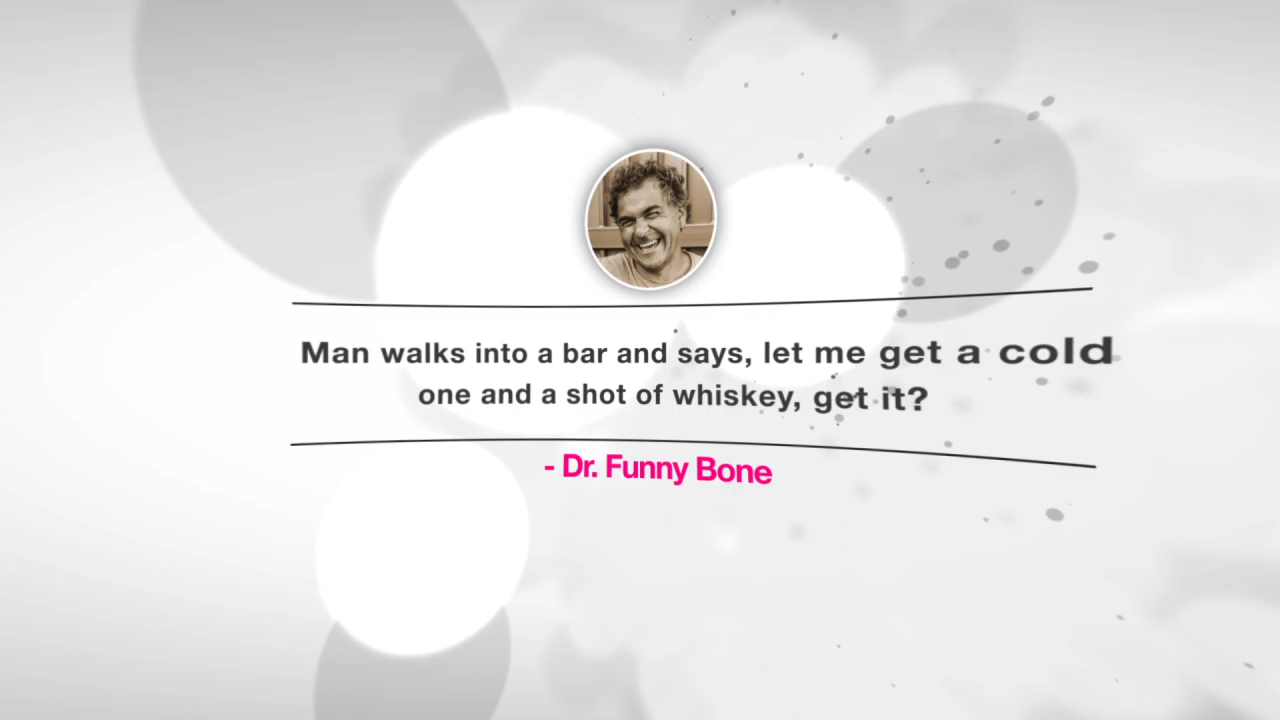 Man walks into a bar and says, let me get a cold
one and a shot of whiskey, get it?
- Dr. Funny Bone